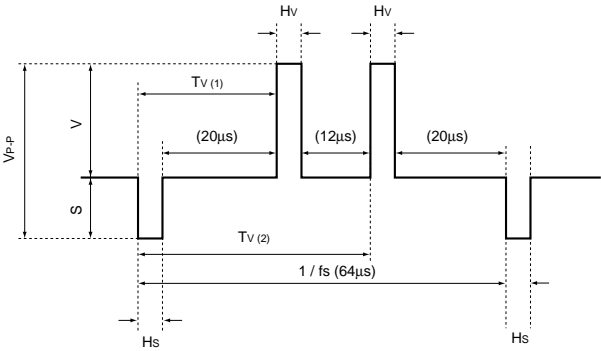 HV HV
TV (1)
(20μs) (12μs) (20μs)
V
VP-P
S
TV (2)
1 / fs (64μs)
HS
HS